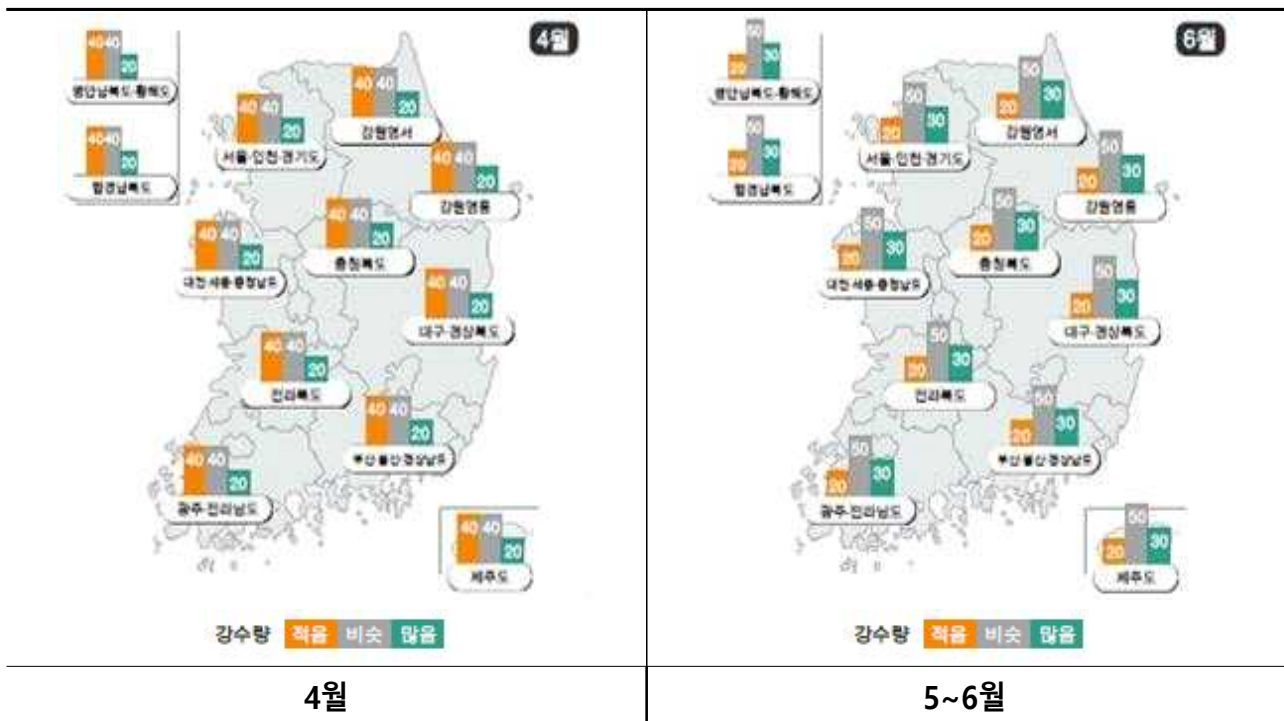 4월
40 40 20
평안남북도·황해도
40 40 20
함경남북도
40 40 20
서울·인천·경기도
40 40 20
강원영서
40 40 20
강원영동
40 40 20
충청북도
40 40 20
대전·세종·충청남도
40 40 20
대구·경상북도
40 40 20
전라북도
40 40 20
부산·울산·경상남도
40 40 20
광주·전라남도
40 40 20
제주도
강수량 적음 비슷 많음
4월
6월
20 50 30
평안남북도·황해도
20 50 30
함경남북도
20 50 30
서울·인천·경기도
20 50 30
강원영서
20 50 30
강원영동
20 50 30
충청북도
20 50 30
대전·세종·충청남도
20 50 30
대구·경상북도
20 50 30
전라북도
20 50 30
부산·울산·경상남도
20 50 30
광주·전라남도
20 50 30
제주도
강수량 적음 비슷 많음
5~6월